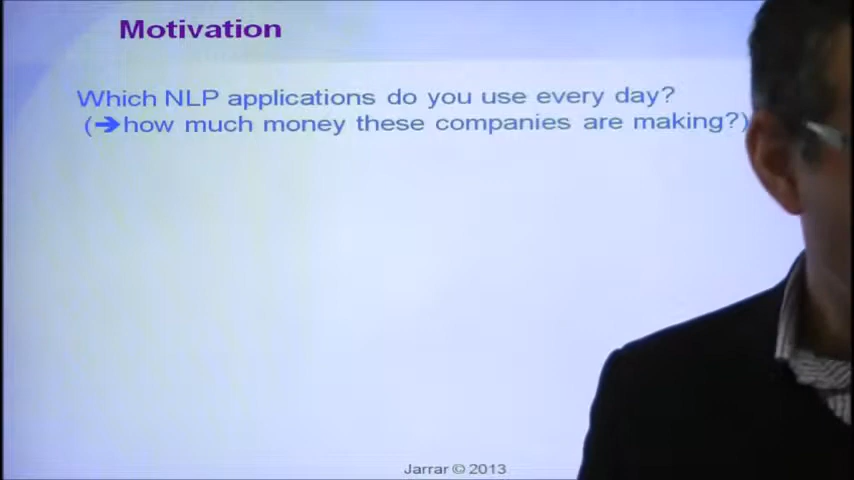 Motivation
Which NLP applications do you use every day?
(➔how much money these companies are making?)
Jarrar © 2013